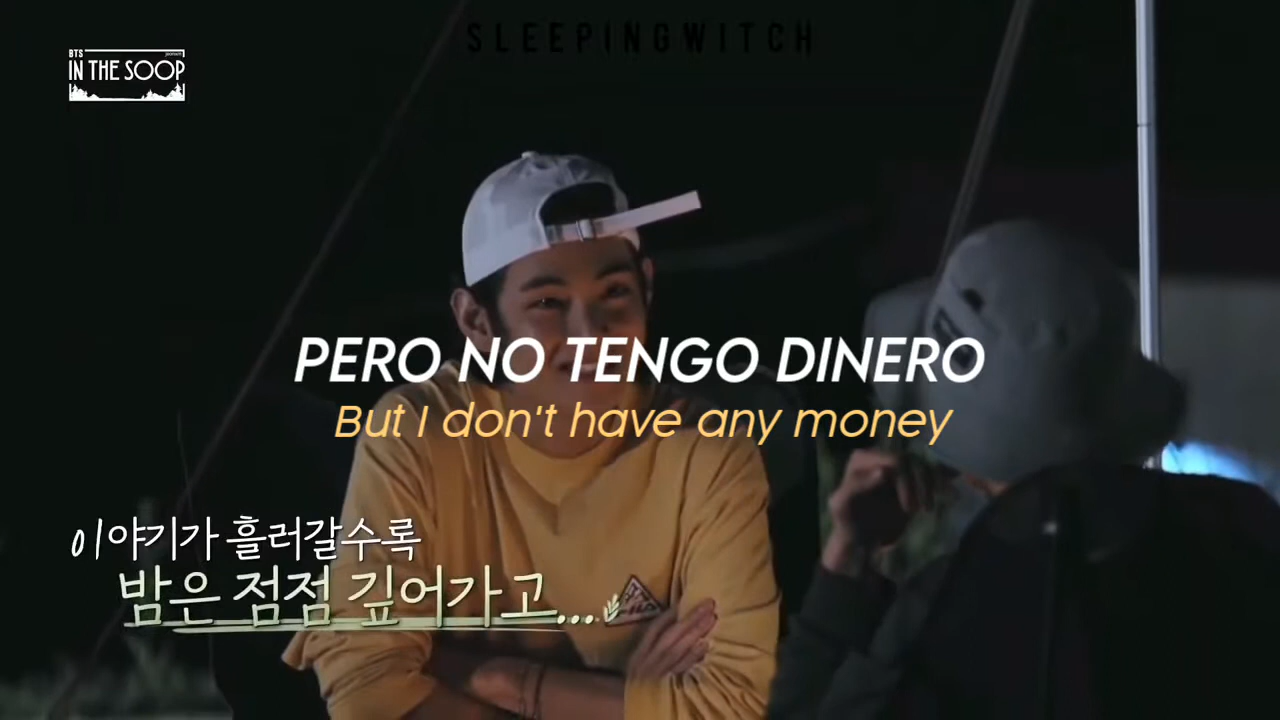 SLEEPINGWITCH
BTS
IN THE SOOP
PERO NO TENGO DINERO
But I don't have any money
이야기가 흘러갈수록
밤은 점점 깊어가고...